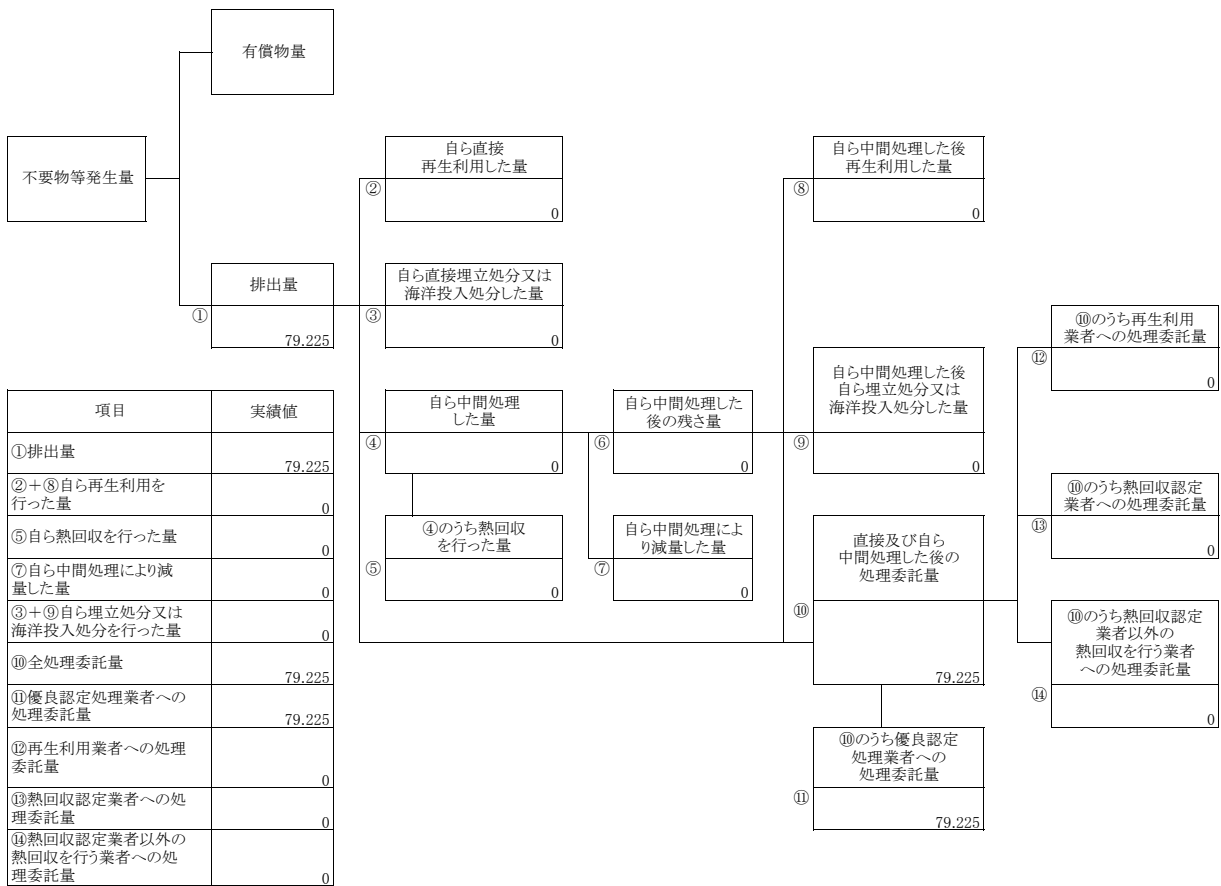 有償物量
不要物等発生量
自ら直接
再生利用した量
②
0
自ら中間処理した後
再生利用した量
⑧
0
排出量
①
79.225
自ら直接埋立処分又は
海洋投入処分した量
③
0
⑩のうち再生利用
業者への処理委託量
⑫
0
自ら中間処理
した量
④
0
自ら中間処理した
後の残さ量
⑥
0
自ら中間処理した後
自ら埋立処分又は
海洋投入処分した量
⑨
0
⑩のうち熱回収認定
業者への処理委託量
⑬
0
④のうち熱回収
を行った量
⑤
0
自ら中間処理によ
り減量した量
⑦
0
直接及び自ら
中間処理した後の
処理委託量
⑩
79.225
⑩のうち熱回収認定
業者以外の
熱回収を行う業者
への処理委託量
⑭
0
⑩のうち優良認定
処理業者への
処理委託量
⑪
79.225
項目 実績値
①排出量
79.225
②+⑧自ら再生利用を
行った量
0
⑤自ら熱回収を行った量
0
⑦自ら中間処理により減
量した量
0
③+⑨自ら埋立処分又は
海洋投入処分を行った量
0
⑩全処理委託量
79.225
⑪優良認定処理業者への
処理委託量
79.225
⑫再生利用業者への処理
委託量
0
⑬熱回収認定業者への処
理委託量
0
⑭熱回収認定業者以外の
熱回収を行う業者への処
理委託量
0